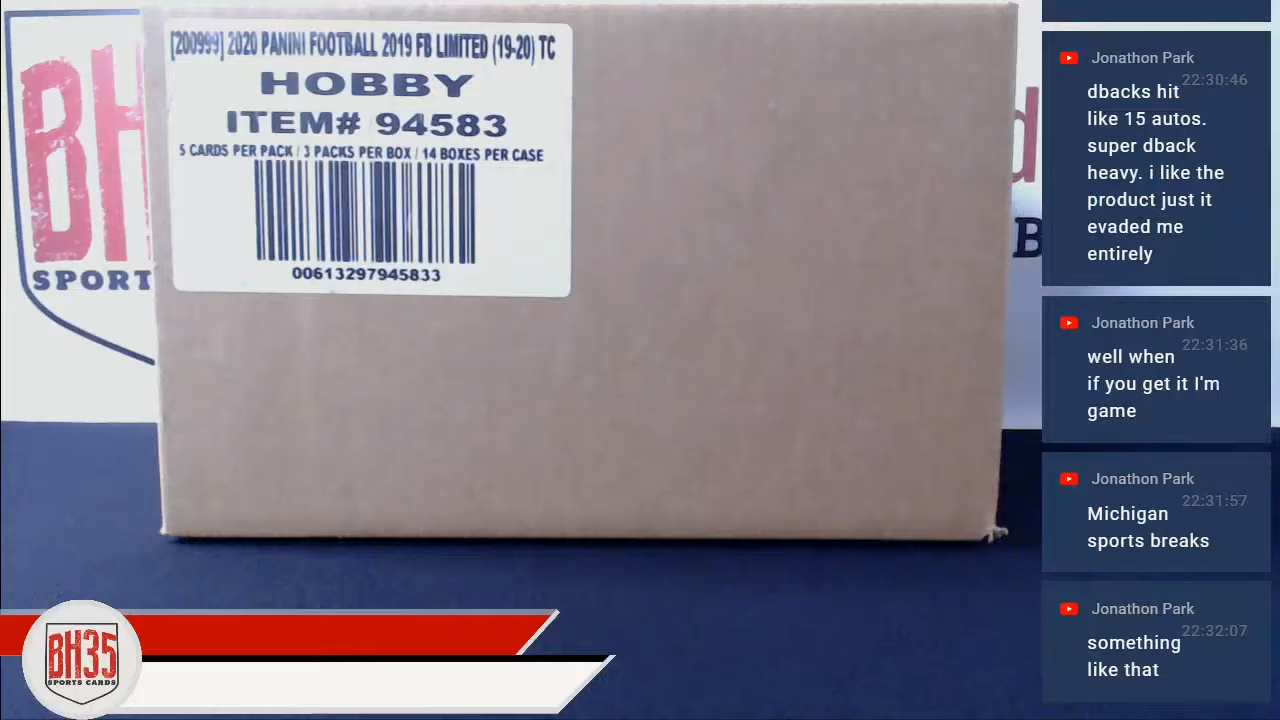 [200999] 2020 PANINI FOOTBALL 2019 FB LIMITED (19-20) TC
HOBBY
ITEM# 94583
5 CARDS PER PACK / 3 PACKS PER BOX / 14 BOXES PER CASE
00613297945833
BH
SPORT
d
B
Jonathon Park
22:30:46
dbacks hit
like 15 autos.
super dback
heavy. i like the
product just it
evaded me
entirely
Jonathon Park
22:31:36
well when
if you get it I'm
game
Jonathon Park
22:31:57
Michigan
sports breaks
Jonathon Park
22:32:07
something
like that
BH35
SPORTS CARDS